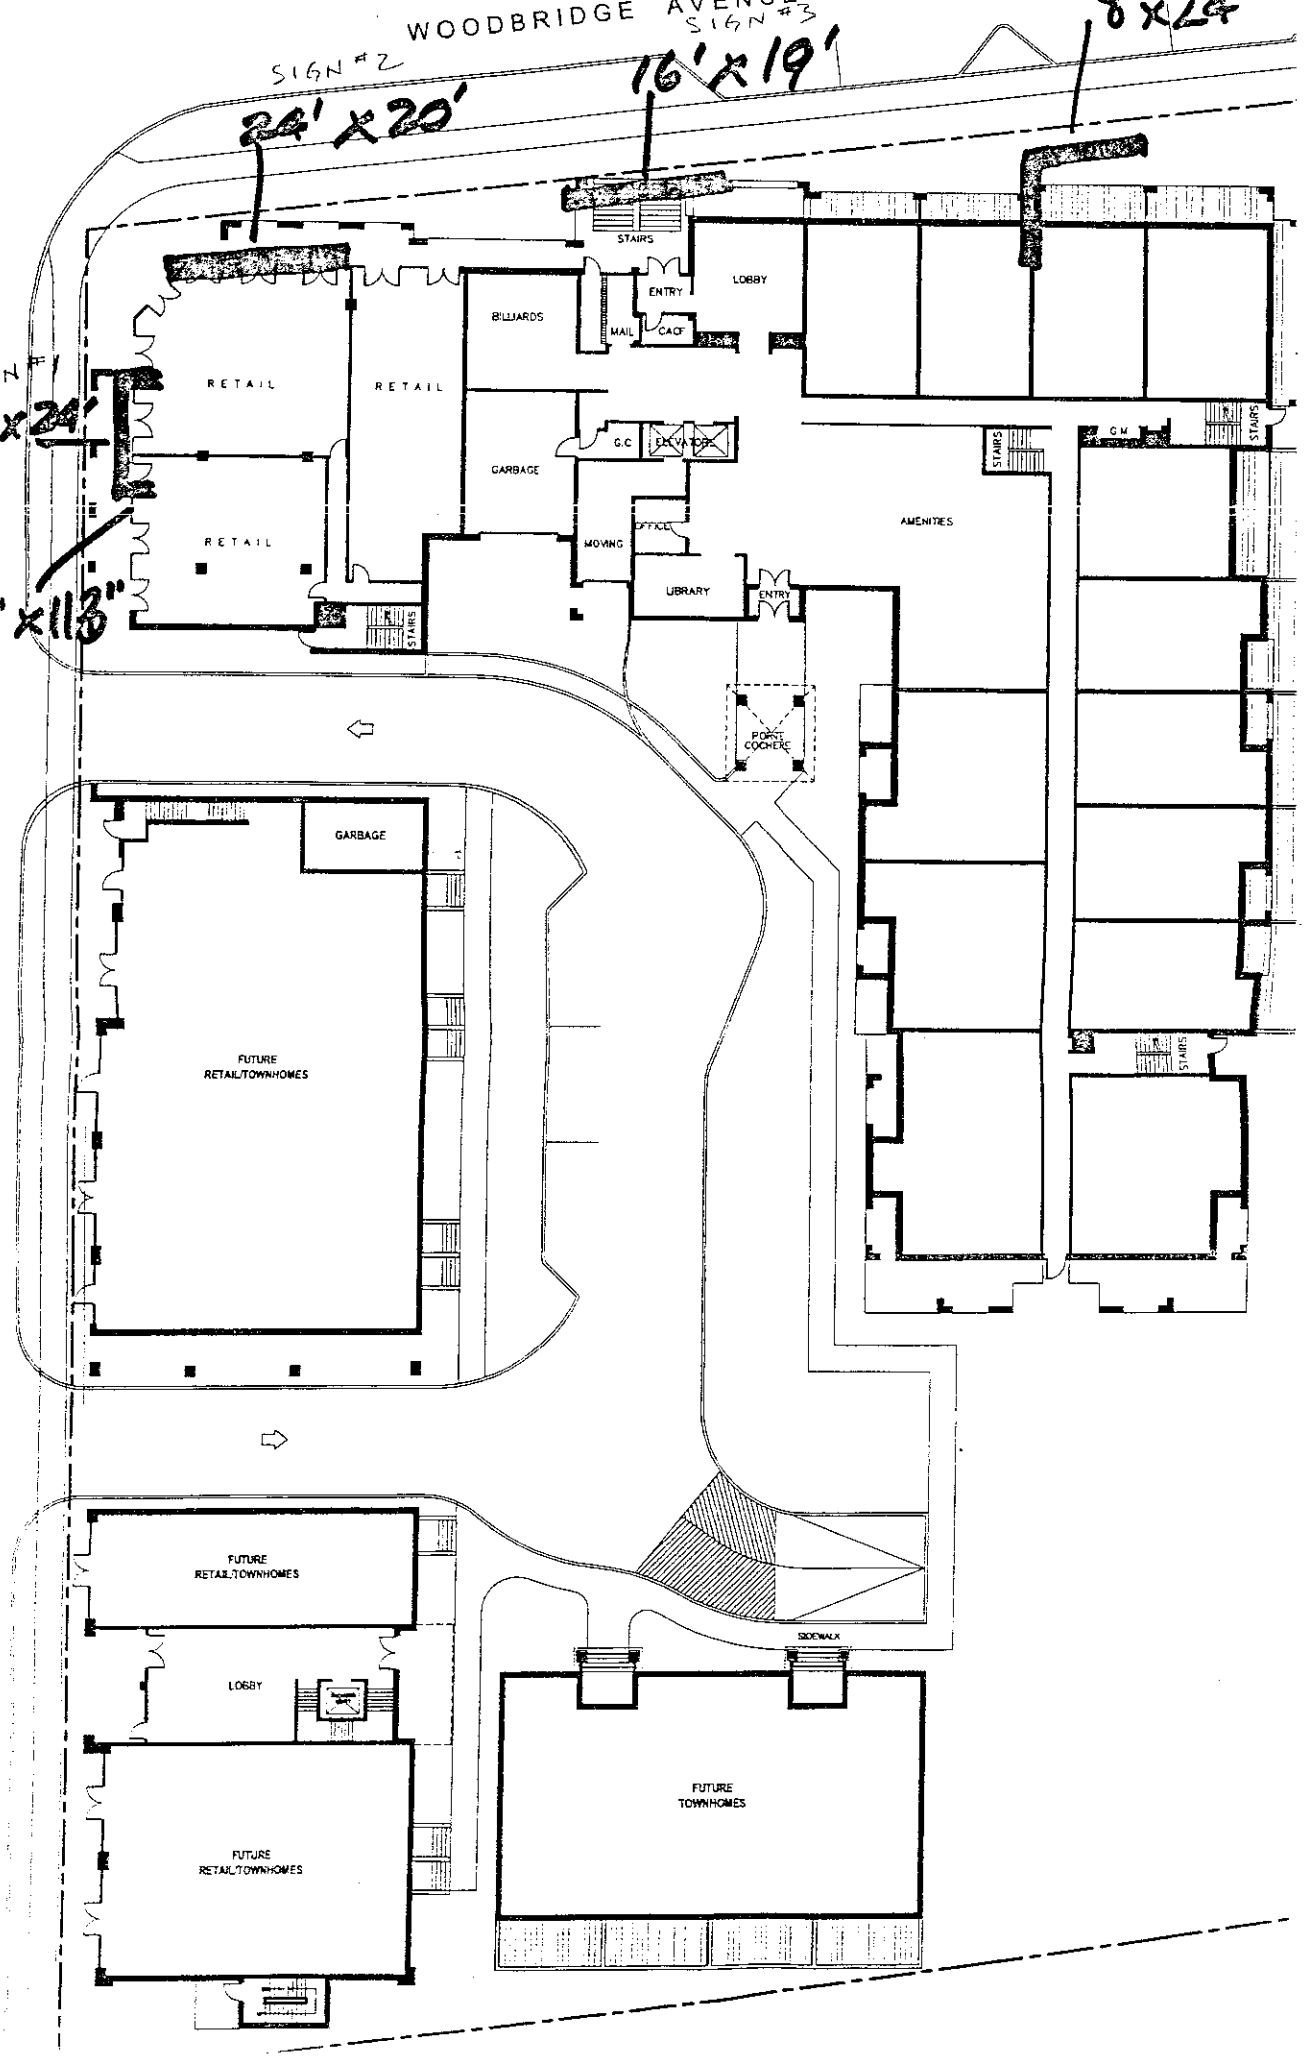 WOODBRIDGE AVENUE
SIGN #3
SIGN #2
16' X 19'
8 X 24
24' X 20'
STAIRS
LOBBY
ENTRY
BILLIARDS
MAIL
CACF
RETAIL
RETAIL
x 24'
G.C
ELEVATORS
STAIRS
G.M
STAIRS
GARBAGE
AMENITIES
OFFICE
RETAIL
MOVING
LIBRARY
ENTRY
STAIRS
PORTE
COCHERE
GARBAGE
FUTURE
RETAIL/TOWNHOMES
STAIRS
FUTURE
RETAIL/TOWNHOMES
SIDEWALK
LOBBY
FUTURE
TOWNHOMES
FUTURE
RETAIL/TOWNHOMES